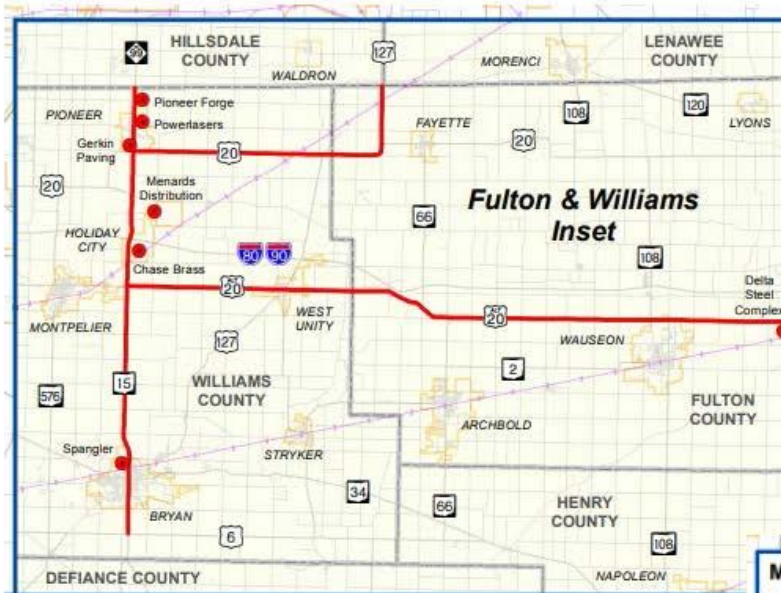 99
HILLSDALE
COUNTY
WALDRON
127
MORENCI
LENAWEE
COUNTY
PIONEER
Pioneer Forge
Powerlasers
Gerkin
Paving
20
FAYETTE
108
120
LYONS
20
20
Menards
Distribution
66
Fulton & Williams
Inset
HOLIDAY
CITY
Chase Brass
80
90
108
ALT
20
MONTPELIER
WEST
UNITY
ALT
20
Delta
Steel
Complex
127
WAUSEON
15
WILLIAMS
COUNTY
2
576
FULTON
COUNTY
ARCHBOLD
Spangler
STRYKER
34
66
HENRY
COUNTY
BRYAN
6
108
DEFIANCE COUNTY
NAPOLEON
M